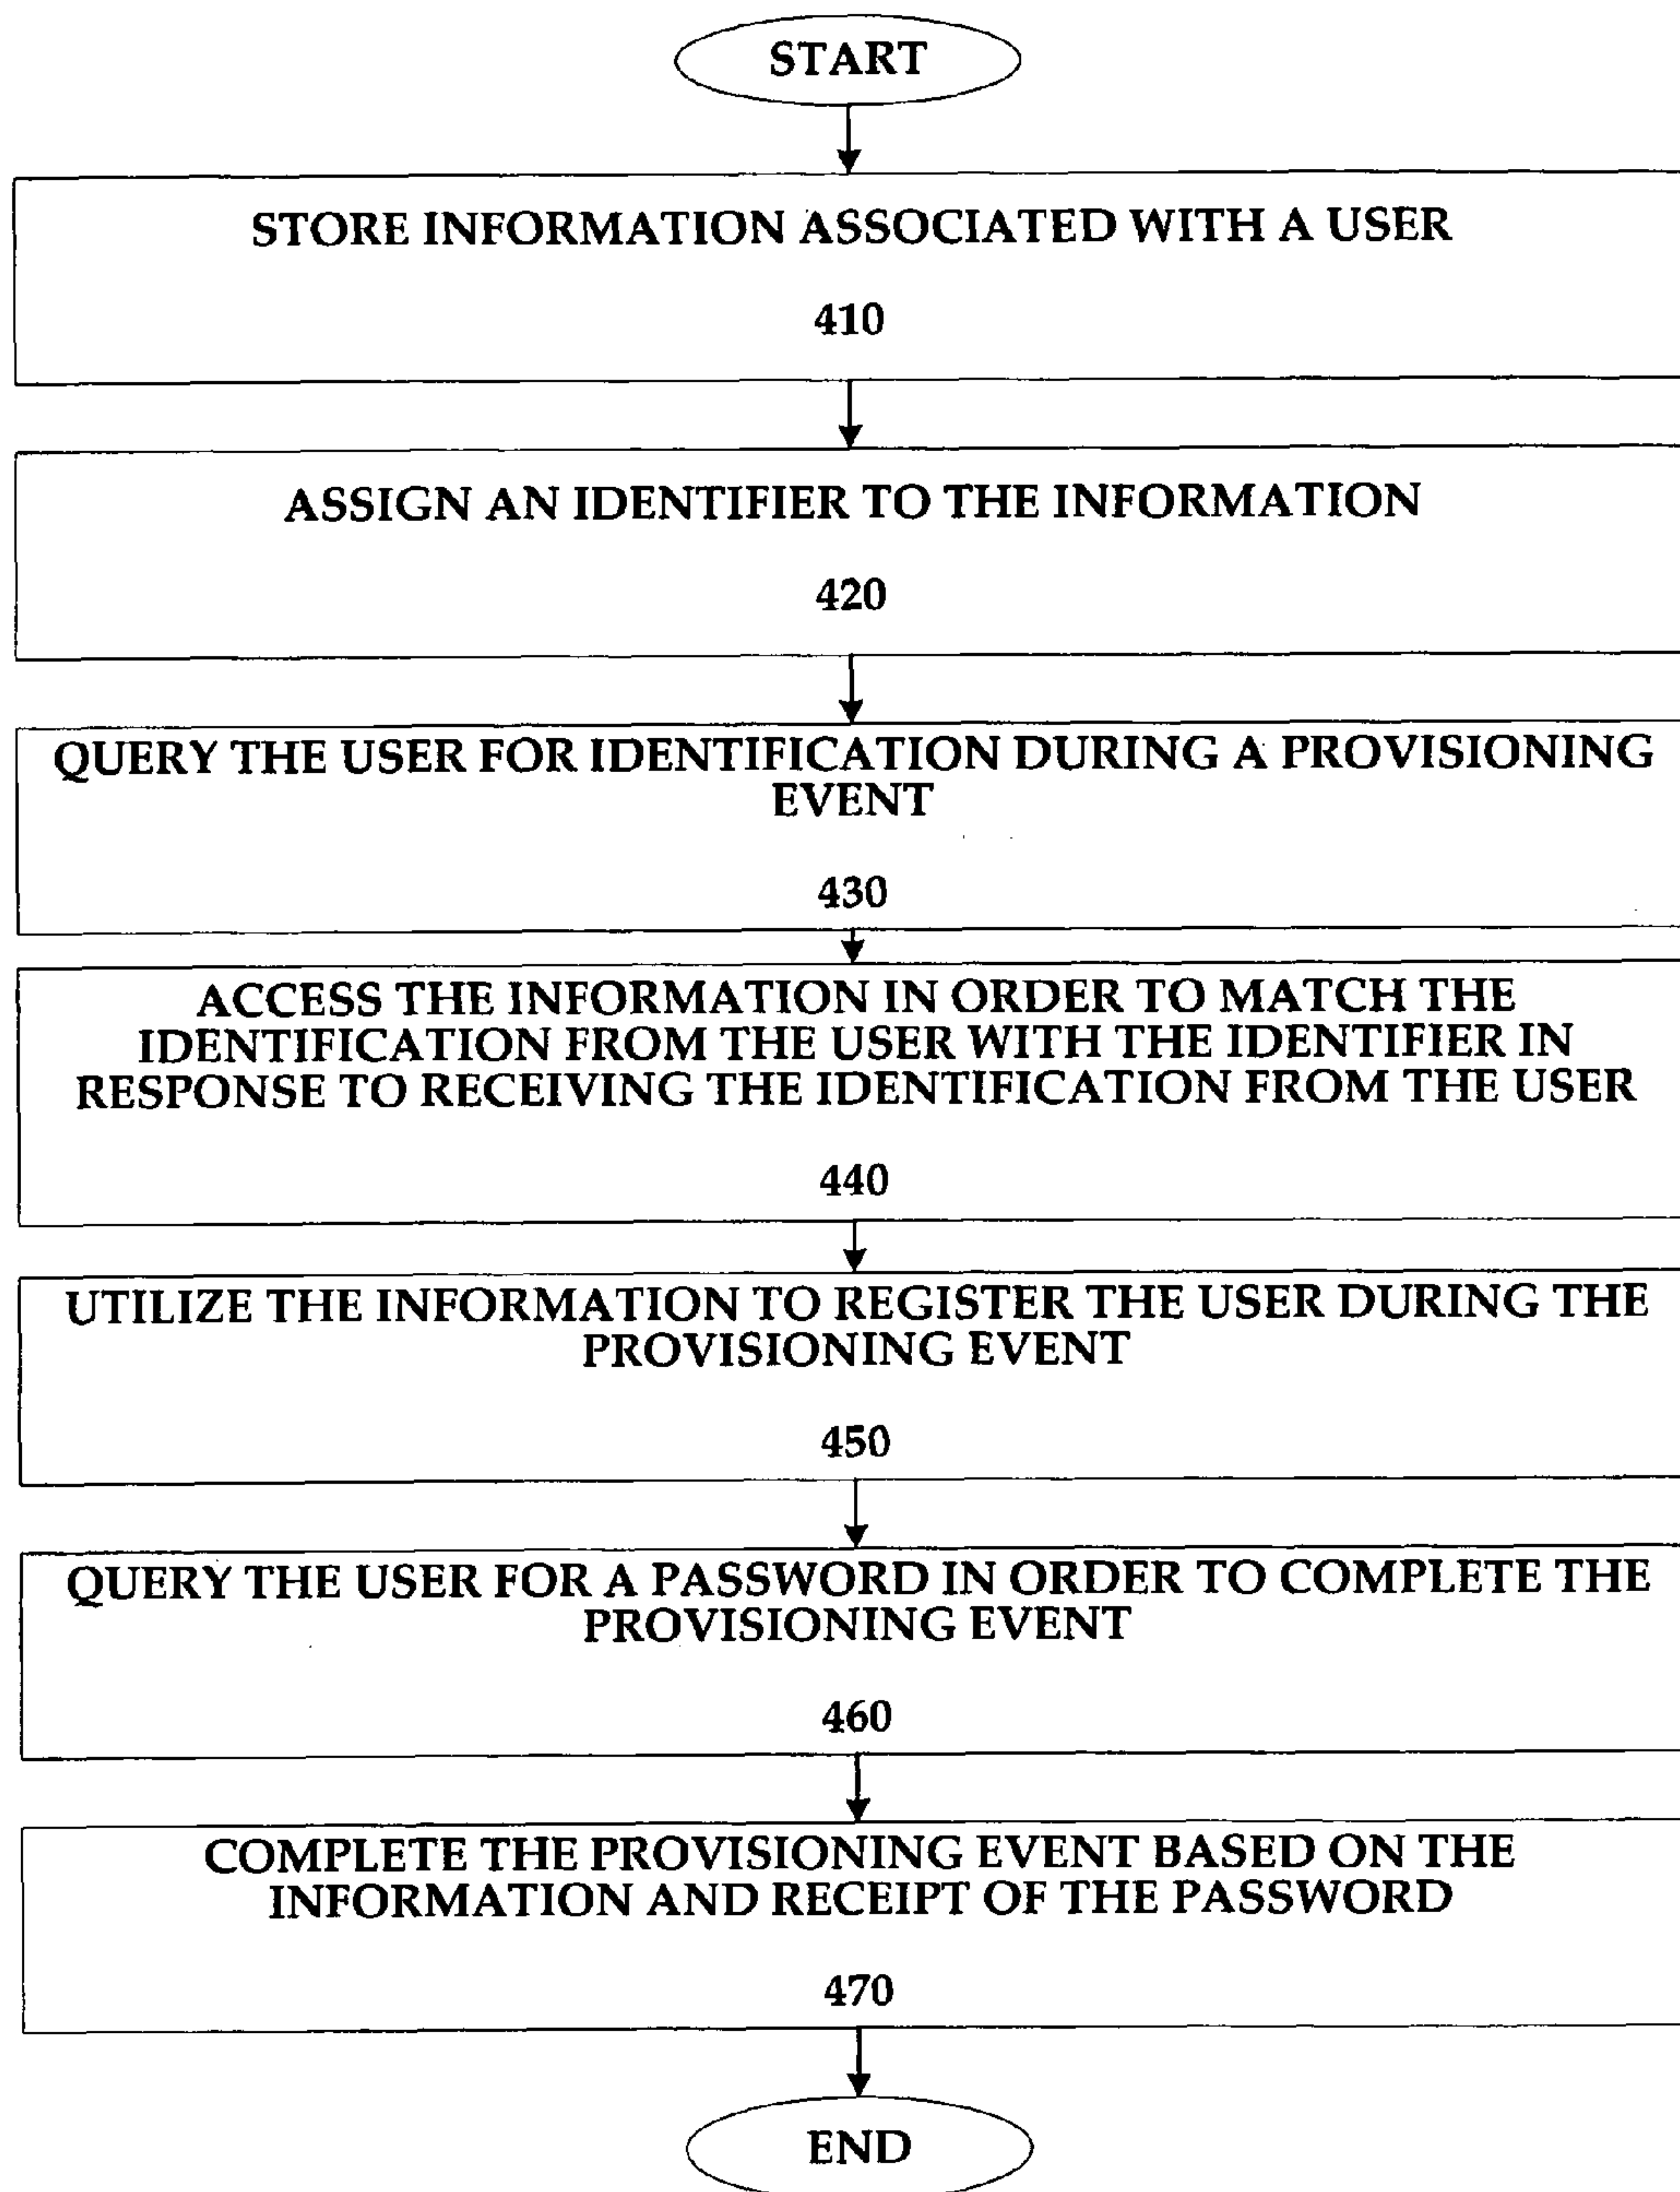 START
STORE INFORMATION ASSOCIATED WITH A USER
410
ASSIGN AN IDENTIFIER TO THE INFORMATION
420
QUERY THE USER FOR IDENTIFICATION DURING A PROVISIONING
EVENT
430
ACCESS THE INFORMATION IN ORDER TO MATCH THE
IDENTIFICATION FROM THE USER WITH THE IDENTIFIER IN
RESPONSE TO RECEIVING THE IDENTIFICATION FROM THE USER
440
UTILIZE THE INFORMATION TO REGISTER THE USER DURING THE
PROVISIONING EVENT
450
QUERY THE USER FOR A PASSWORD IN ORDER TO COMPLETE THE
PROVISIONING EVENT
460
COMPLETE THE PROVISIONING EVENT BASED ON THE
INFORMATION AND RECEIPT OF THE PASSWORD
470
END